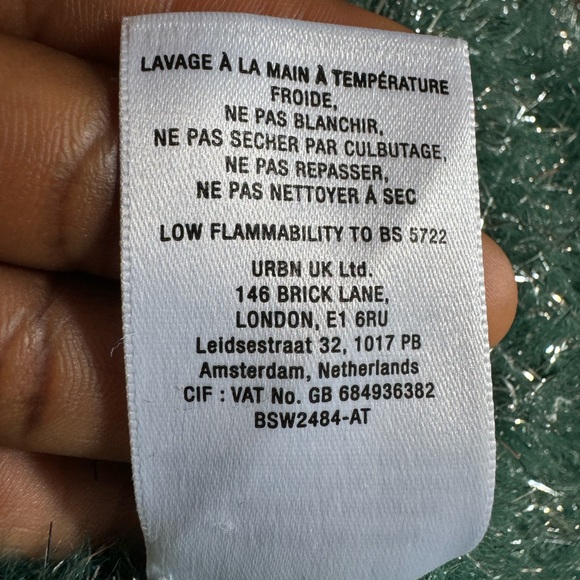 LAVAGE À LA MAIN À TEMPÉRATURE
FROIDE,
NE PAS BLANCHIR,
NE PAS SECHER PAR CULBUTAGE,
NE PAS REPASSER,
NE PAS NETTOYER À SEC
LOW FLAMMABILITY TO BS 5722
URBN UK Ltd.
146 BRICK LANE,
LONDON, E1 6RU
Leidsestraat 32, 1017 PB
Amsterdam, Netherlands
CIF : VAT No. GB 684936382
BSW2484-AT